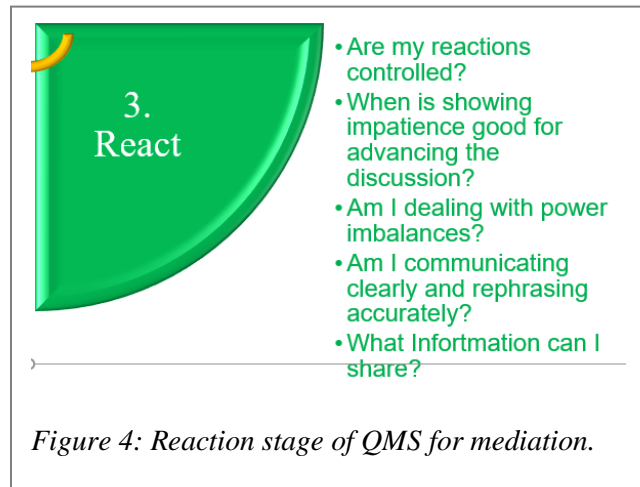 3.
React
• Are my reactions
controlled?
• When is showing
impatience good for
advancing the
discussion?
• Am I dealing with power
imbalances?
• Am I communicating
clearly and rephrasing
accurately?
• What Infortmation can I
share?
Figure 4: Reaction stage of QMS for mediation.